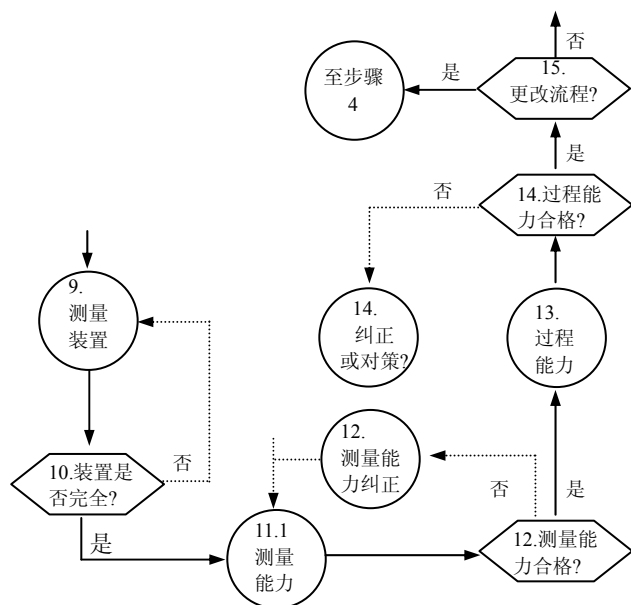 否
15.
更改流程?
是
至步骤
4
是
14.过程能
力合格?
否
9.
测量
装置
14.
纠正
或对策?
13.
过程
能力
12.
测量能
力纠正
10.装置是
否完全?
否
否
是
是
11.1
测量
能力
12.测量能
力合格?